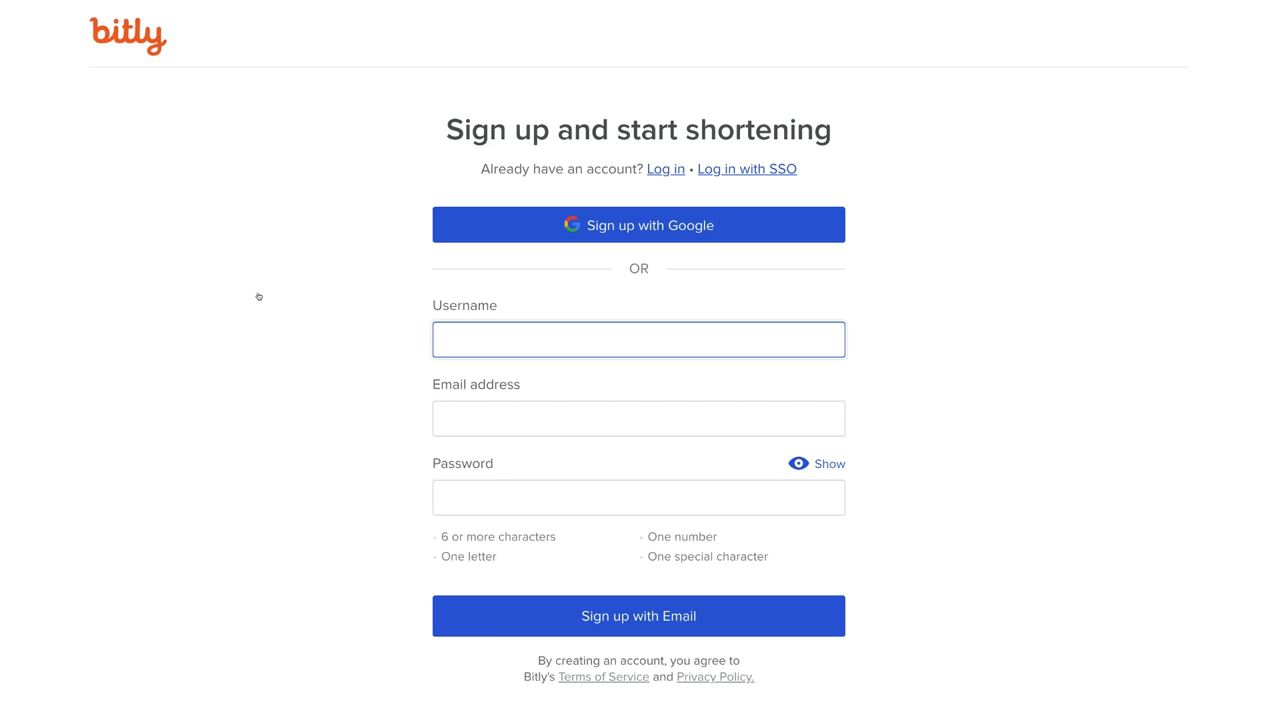 bitly
Sign up and start shortening
Already have an account? Log in • Log in with SSO
Sign up with Google
OR
Username
Email address
Password
Show
6 or more characters
One number
One letter
One special character
Sign up with Email
By creating an account, you agree to
Bitly's Terms of Service and Privacy Policy.